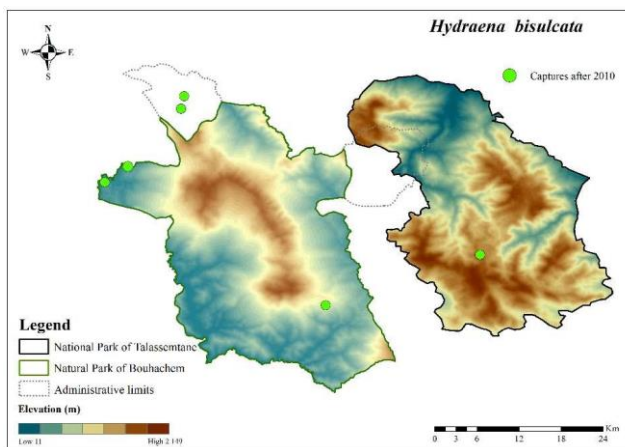 Hydraena bisulcata
N
W E
S
Captures after 2010
Legend
National Park of Talassemtane
Natural Park of Bouhachem
Administrative limits
Elevation (m)
Low 11 High 2 149
Km
0 3 6 12 18 24